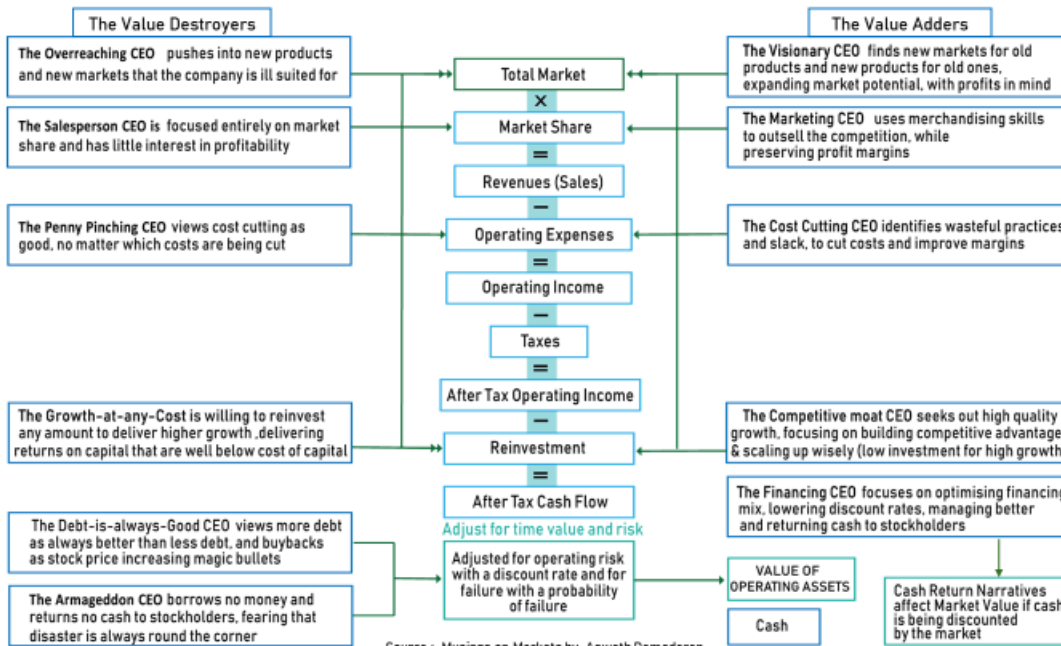 The Value Destroyers
The Value Adders
The Overreaching CEO pushes into new products
and new markets that the company is ill suited for
Total Market
The Visionary CEO finds new markets for old
products and new products for old ones,
expanding market potential, with profits in mind
×
The Salesperson CEO is focused entirely on market
share and has little interest in profitability
Market Share
The Marketing CEO uses merchandising skills
to outsell the competition, while
preserving profit margins
=
Revenues (Sales)
–
The Penny Pinching CEO views cost cutting as
good, no matter which costs are being cut
Operating Expenses
The Cost Cutting CEO identifies wasteful practices
and slack, to cut costs and improve margins
=
Operating Income
–
Taxes
=
After Tax Operating Income
–
The Growth-at-any-Cost is willing to reinvest
any amount to deliver higher growth ,delivering
returns on capital that are well below cost of capital
Reinvestment
The Competitive moat CEO seeks out high quality
growth, focusing on building competitive advantage
& scaling up wisely (low investment for high growth
=
After Tax Cash Flow
The Financing CEO focuses on optimising financing
mix, lowering discount rates, managing better
and returning cash to stockholders
Adjust for time value and risk
The Debt-is-always-Good CEO views more debt
as always better than less debt, and buybacks
as stock price increasing magic bullets
Adjusted for operating risk
with a discount rate and for
failure with a probability
of failure
VALUE OF
OPERATING ASSETS
The Armageddon CEO borrows no money and
returns no cash to stockholders, fearing that
disaster is always round the corner
Cash
Cash Return Narratives
affect Market Value if cash
is being discounted
by the market
Source : Musings on Markets by Aswath Damodaran